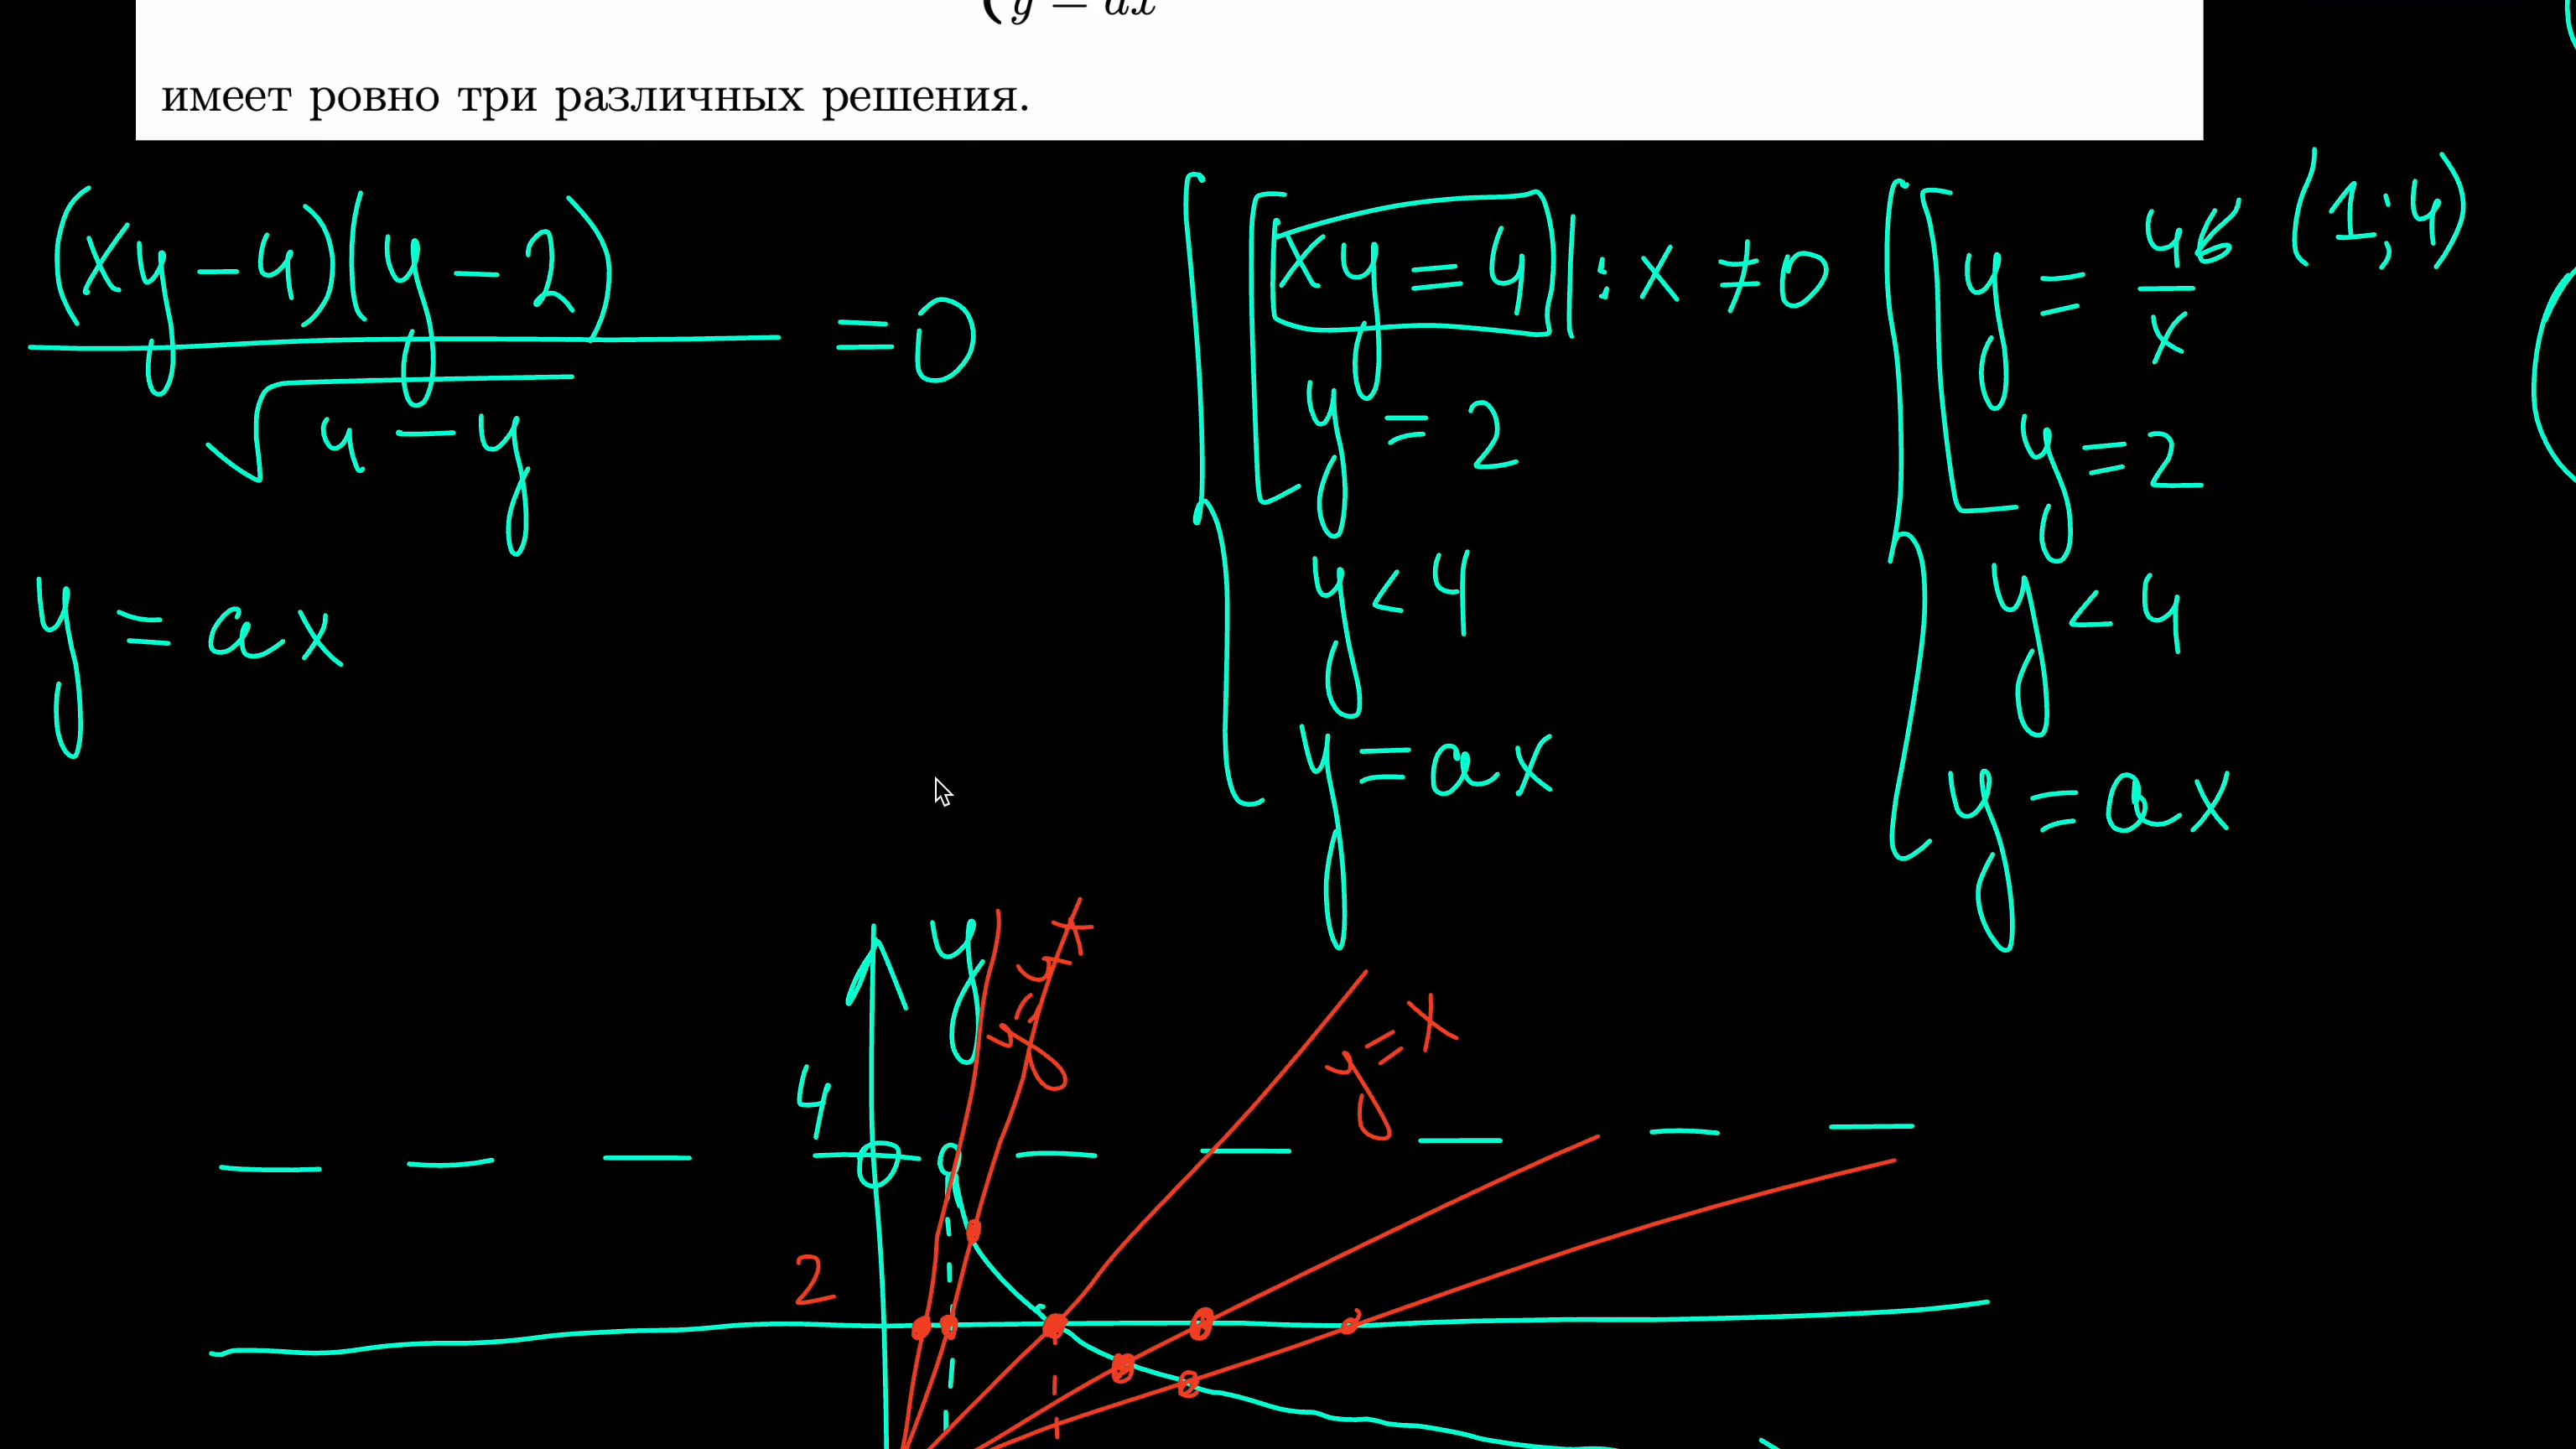 y = ax
имеет ровно три различных решения.
(xy − 4)(y − 2)
√4 − y
= 0
y = ax
xy = 4 | : x ≠ 0
y = 2
y < 4
y = ax
y = 4/x
(1; 4)
y = 2
y < 4
y = ax
y
y = 4x
y = x
4
2